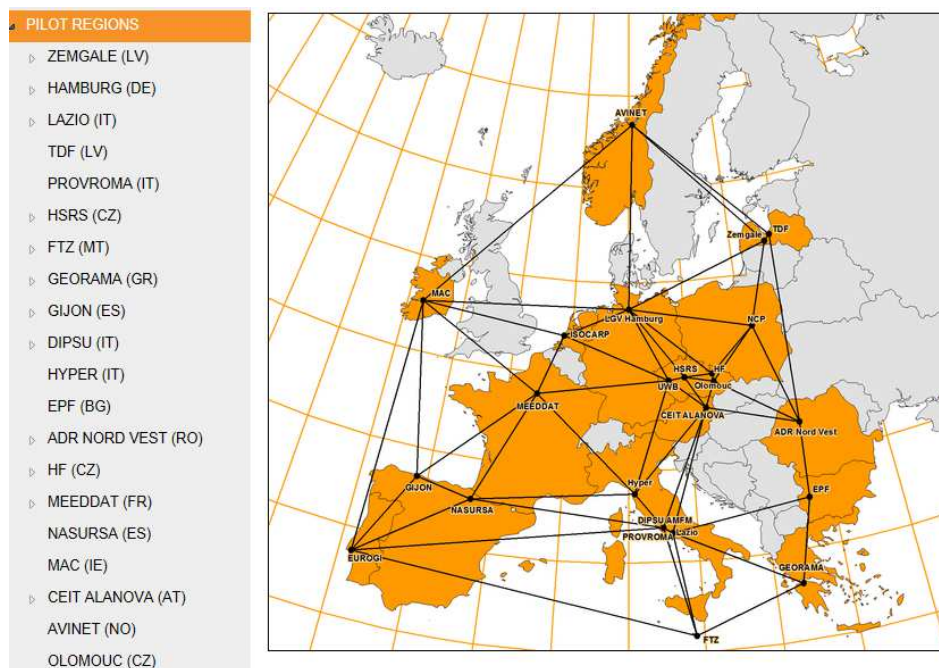 PILOT REGIONS
ZEMGALE (LV)
HAMBURG (DE)
LAZIO (IT)
TDF (LV)
PROVROMA (IT)
HSRS (CZ)
FTZ (MT)
GEORAMA (GR)
GIJON (ES)
DIPSU (IT)
HYPER (IT)
EPF (BG)
ADR NORD VEST (RO)
HF (CZ)
MEEDDAT (FR)
NASURSA (ES)
MAC (IE)
CEIT ALANOVA (AT)
AVINET (NO)
OLOMOUC (CZ)
AVINET
Zemgale
TDF
MAC
LGV Hamburg
NCP
ISOCARP
HSRS
HF
UWB
Olomouc
MEEDDAT
CEIT ALANOVA
ADR Nord Vest
GIJON
Hyper
EPF
NASURSA
DIPSU AMFM
PROVROMA
Lazio
EUROGI
GEORAMA
FTZ